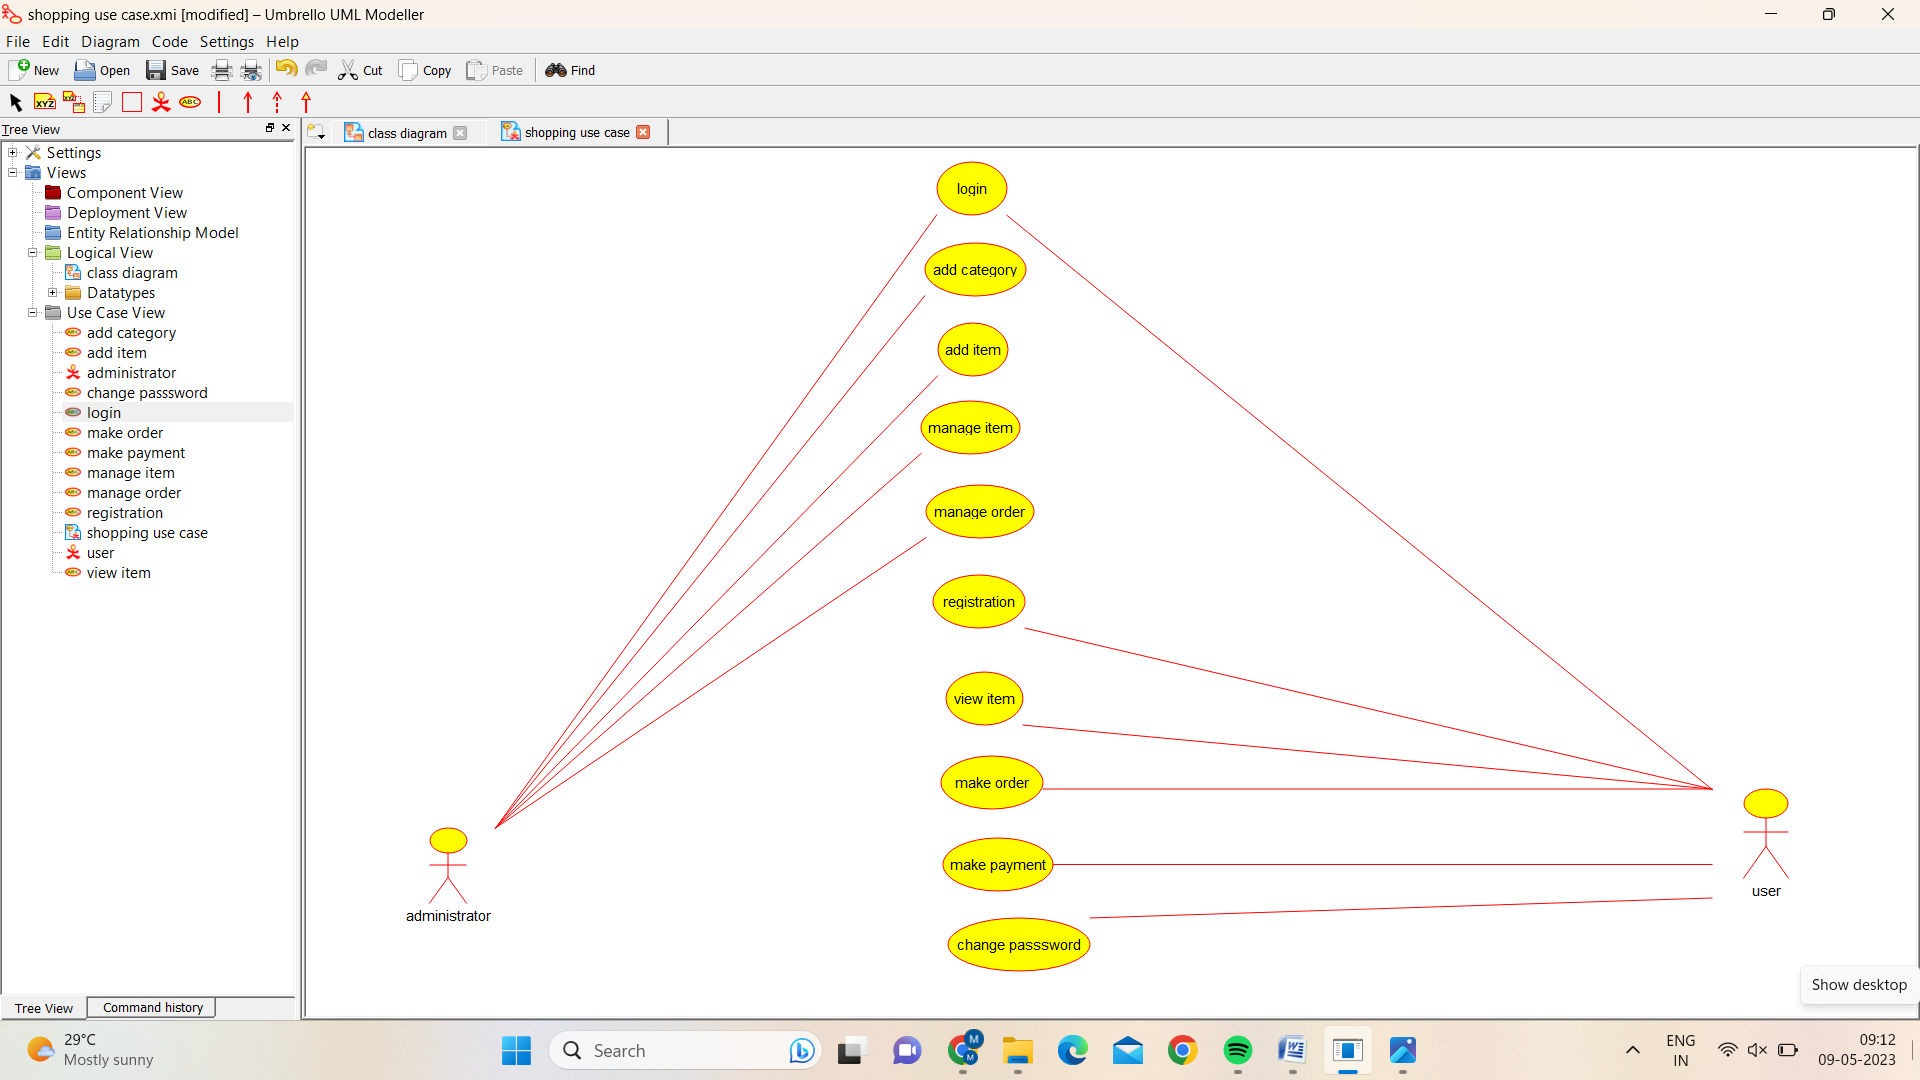 shopping use case.xmi [modified] – Umbrello UML Modeller
File Edit Diagram Code Settings Help
New Open Save Cut Copy Paste Find
XYZ XYZ ABC
Tree View
class diagram shopping use case
Settings
Views
Component View
Deployment View
Entity Relationship Model
Logical View
class diagram
Datatypes
Use Case View
add category
add item
administrator
change passsword
login
make order
make payment
manage item
manage order
registration
shopping use case
user
view item
login
add category
add item
manage item
manage order
registration
view item
make order
make payment
change passsword
administrator
user
Show desktop
Tree View Command history
29°C
Mostly sunny
Search
M
M
ENG
IN
09:12
09-05-2023